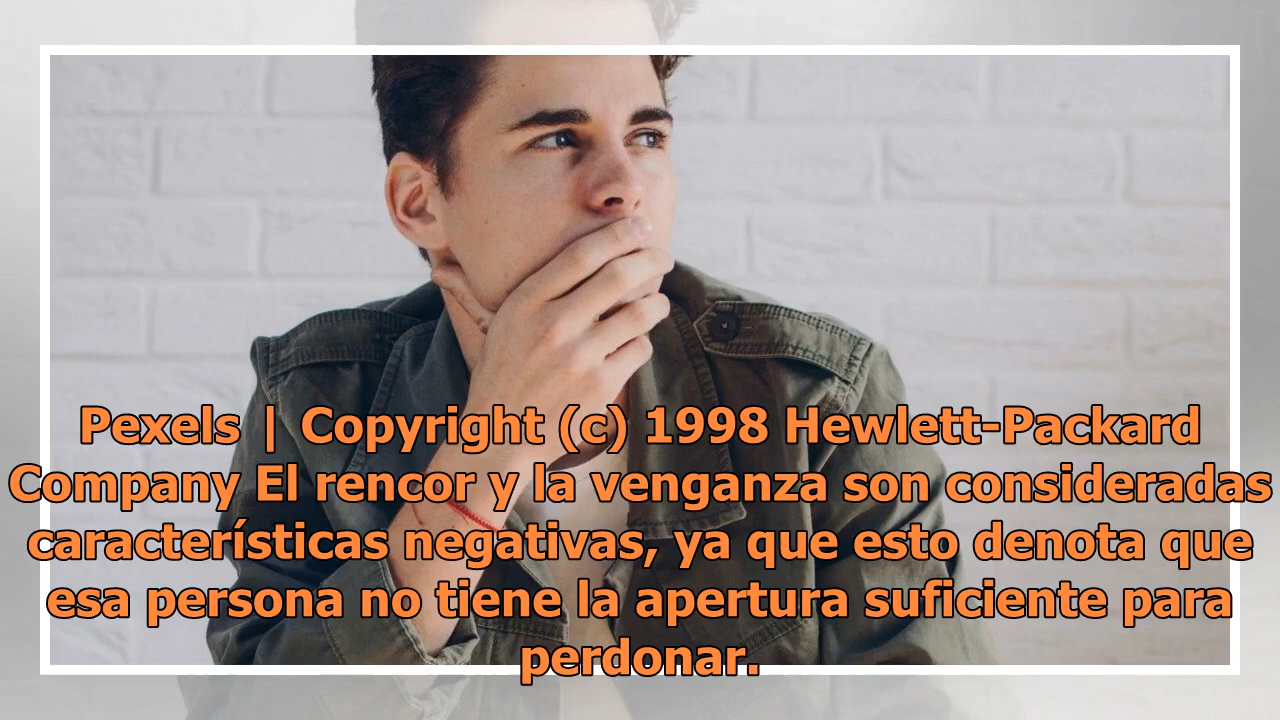 Pexels | Copyright (c) 1998 Hewlett-Packard
Company El rencor y la venganza son consideradas
características negativas, ya que esto denota que
esa persona no tiene la apertura suficiente para
perdonar.